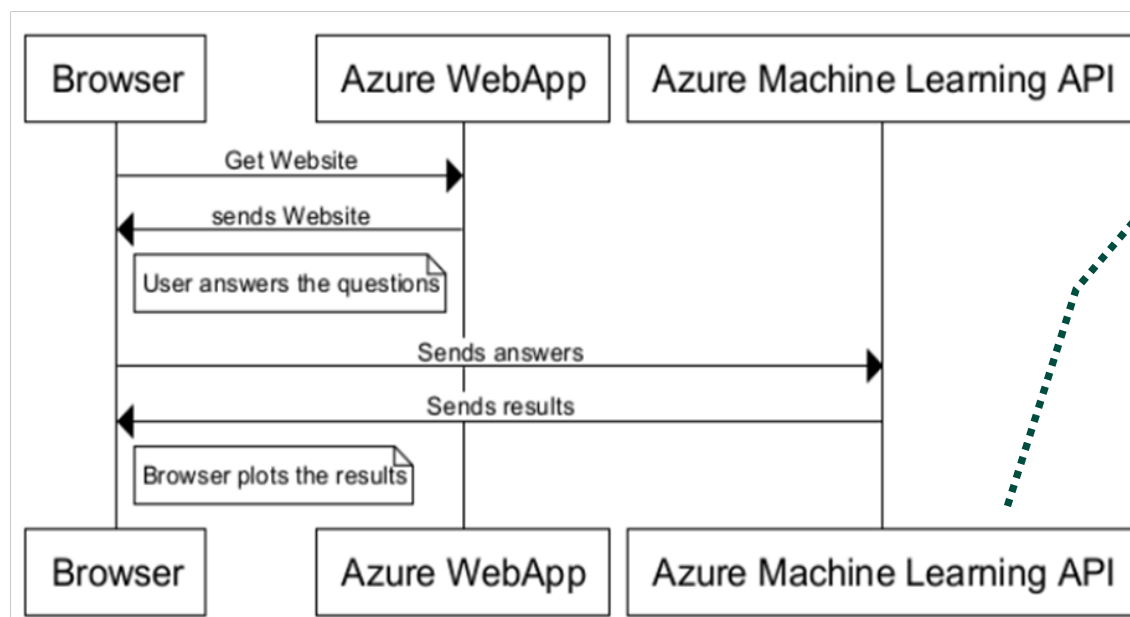 Browser
Azure WebApp
Azure Machine Learning API
Get Website
sends Website
User answers the questions
Sends answers
Sends results
Browser plots the results
Browser
Azure WebApp
Azure Machine Learning API